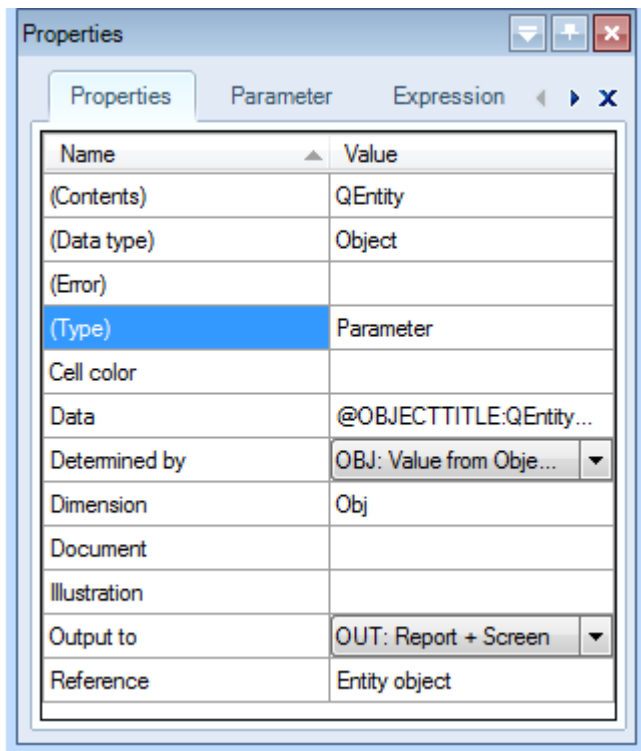 Properties
Properties Parameter Expression
Name Value
(Contents) QEntity
(Data type) Object
(Error)
(Type) Parameter
Cell color
Data @OBJECTTITLE:QEntity...
Determined by OBJ: Value from Obje...
Dimension Obj
Document
Illustration
Output to OUT: Report + Screen
Reference Entity object